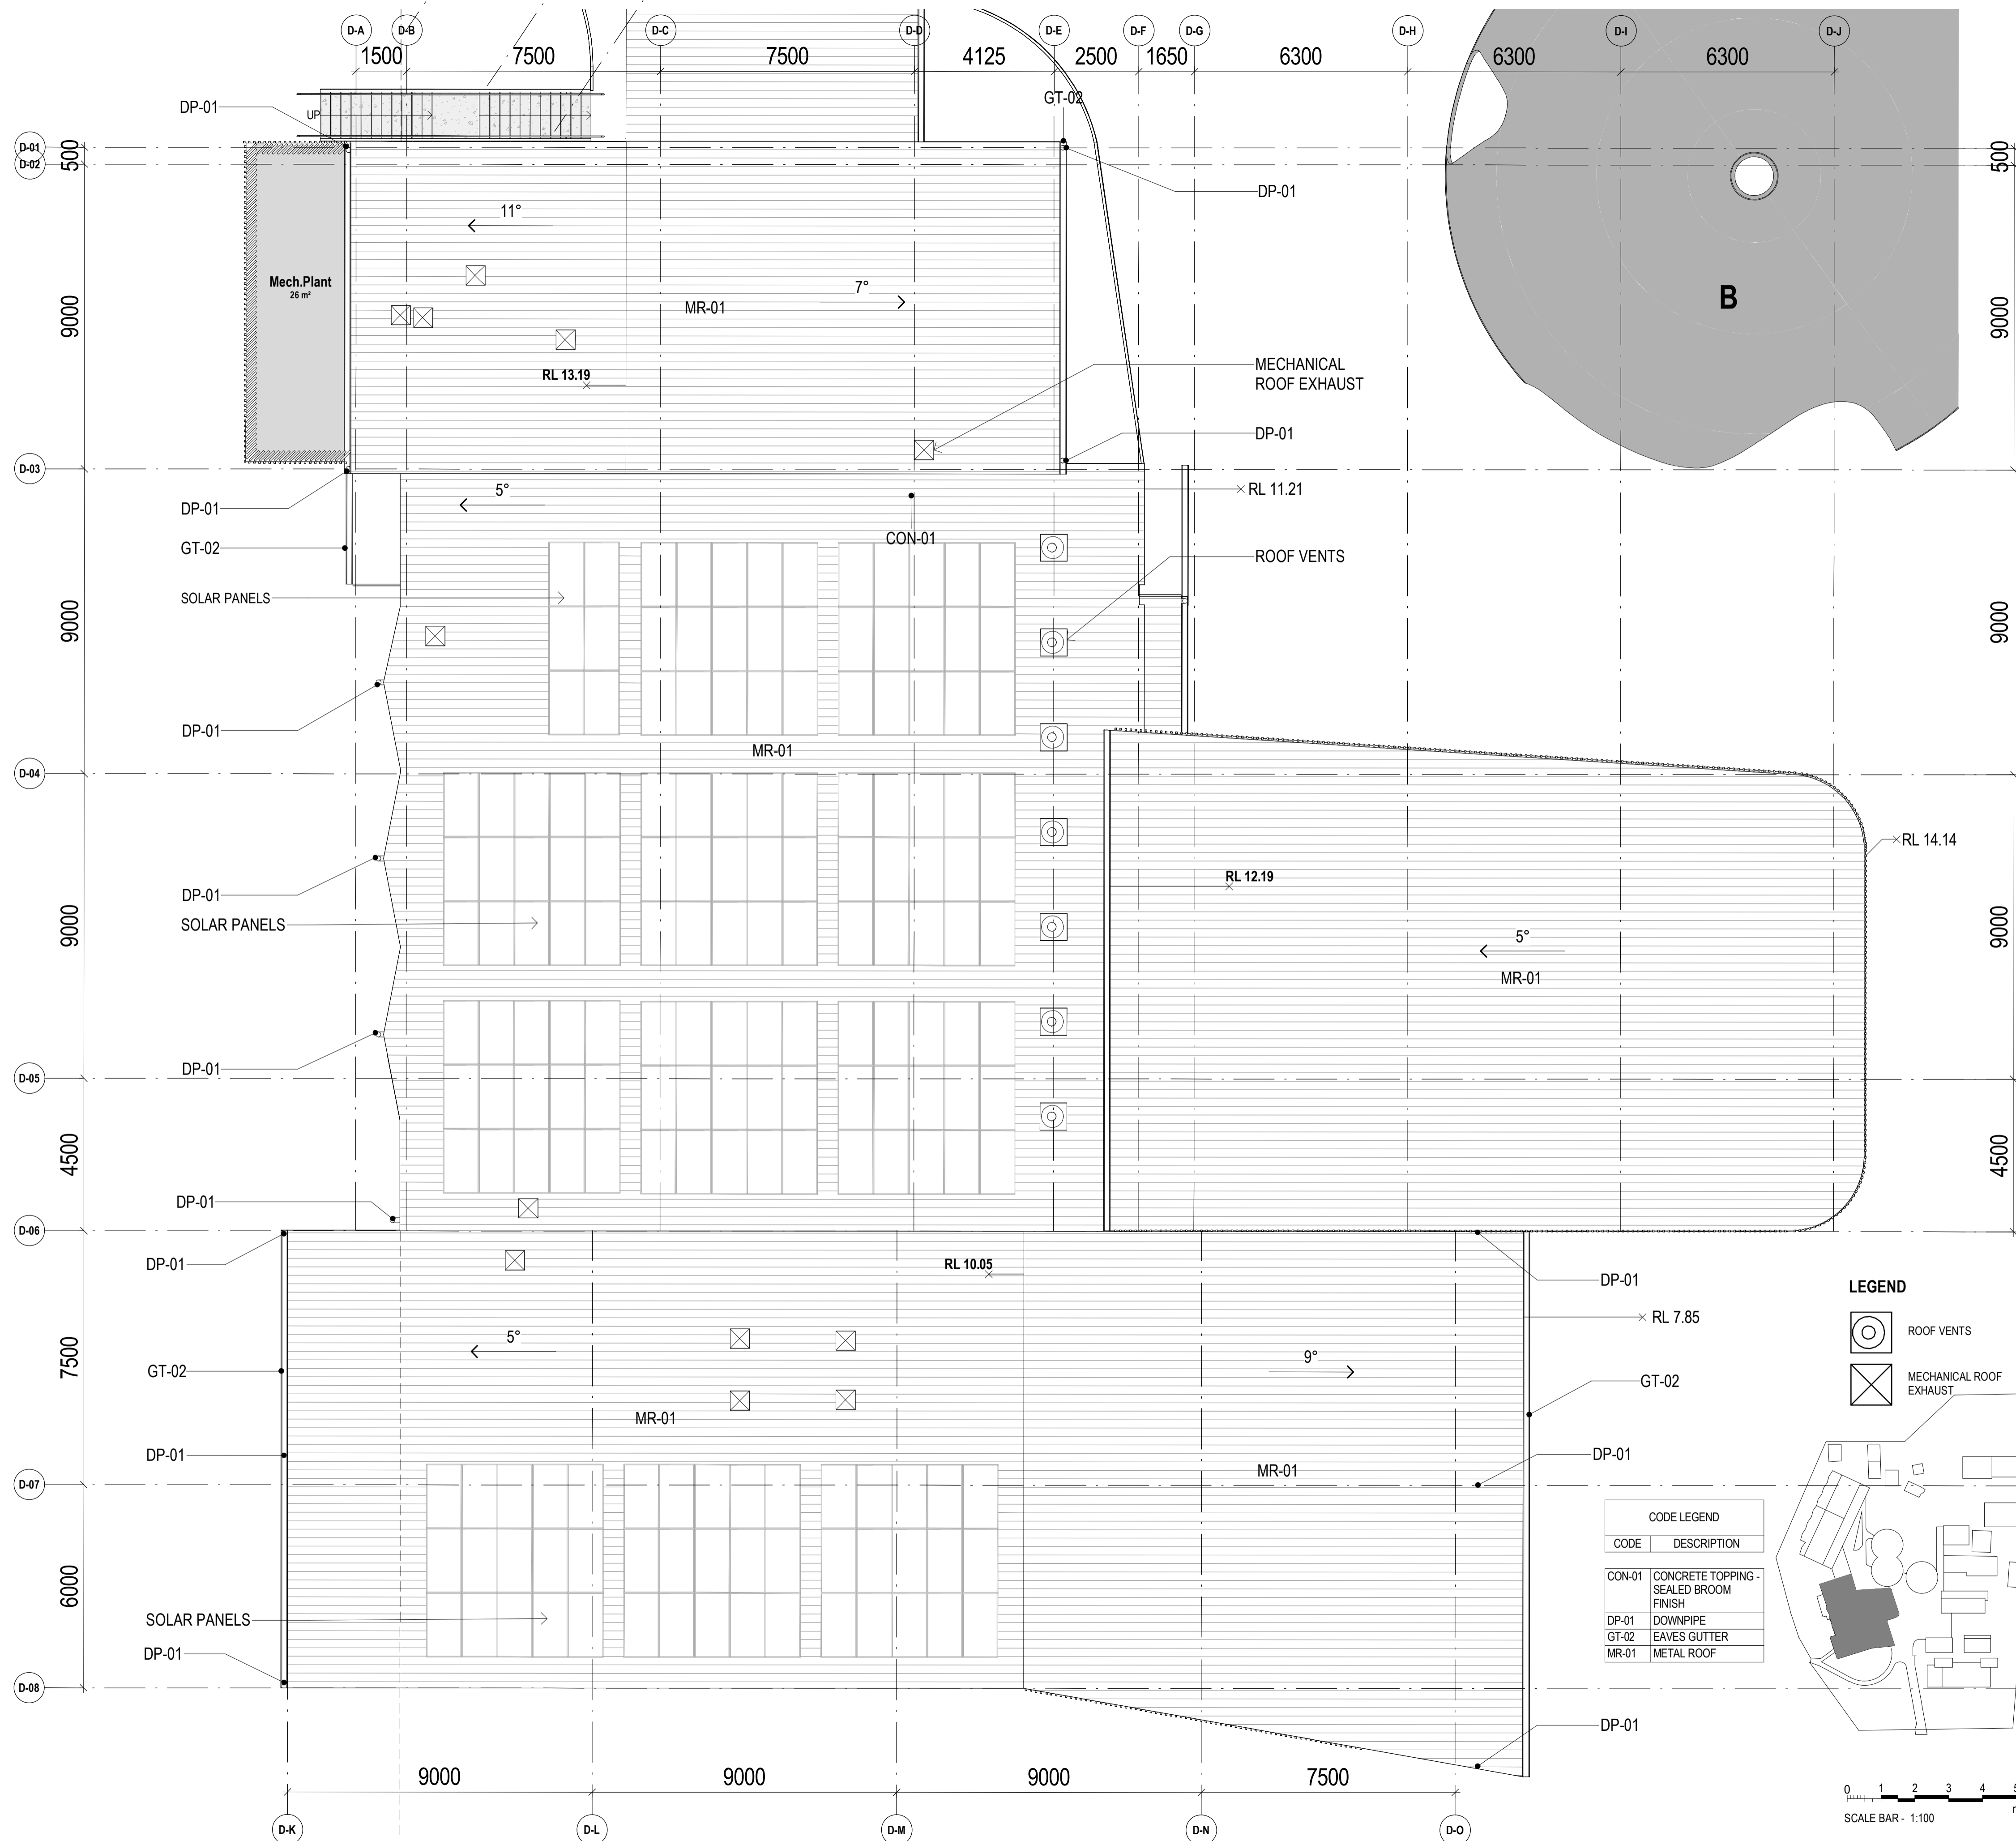 D-A
D-B
D-C
D-D
D-E
D-F
D-G
D-H
D-I
D-J
1500
7500
7500
4125
2500
1650
6300
6300
6300
GT-02
DP-01
UP
D-01
D-02
500
500
DP-01
11°
Mech.Plant
26 m²
7°
MR-01
B
9000
9000
MECHANICAL
ROOF EXHAUST
RL 13.19
DP-01
D-03
5°
RL 11.21
DP-01
CON-01
GT-02
ROOF VENTS
SOLAR PANELS
9000
9000
DP-01
MR-01
D-04
RL 14.14
RL 12.19
DP-01
SOLAR PANELS
9000
9000
5°
MR-01
DP-01
D-05
4500
4500
DP-01
D-06
DP-01
RL 10.05
DP-01
LEGEND
RL 7.85
ROOF VENTS
5°
7500
9°
GT-02
GT-02
MECHANICAL ROOF
EXHAUST
MR-01
DP-01
DP-01
MR-01
D-07
CODE LEGEND
CODE DESCRIPTION
CON-01 CONCRETE TOPPING -
SEALED BROOM
FINISH
DP-01 DOWNPIPE
GT-02 EAVES GUTTER
MR-01 METAL ROOF
6000
SOLAR PANELS
DP-01
D-08
DP-01
9000
9000
9000
7500
0 1 2 3 4 5
SCALE BAR - 1:100
D-K
D-L
D-M
D-N
D-O